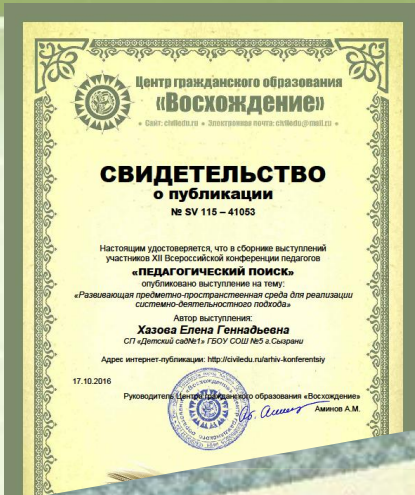 Центр гражданского образования
«Восхождение»
• Сайт: civiledu.ru • Электронная почта: civiledu@mail.ru •
СВИДЕТЕЛЬСТВО
о публикации
№ SV 115 – 41053
Настоящим удостоверяется, что в сборнике выступлений
участников XII Всероссийской конференции педагогов
«ПЕДАГОГИЧЕСКИЙ ПОИСК»
опубликовано выступление на тему:
«Развивающая предметно-пространственная среда для реализации
системно-деятельностного подхода»
Автор выступления:
Хазова Елена Геннадьевна
СП «Детский сад№1» ГБОУ СОШ №5 г.Сызрани
Адрес интернет-публикации: http://civiledu.ru/arhiv-konferentsiy
17.10.2016
Руководитель Центра гражданского образования «Восхождение»
Аминов А.М.